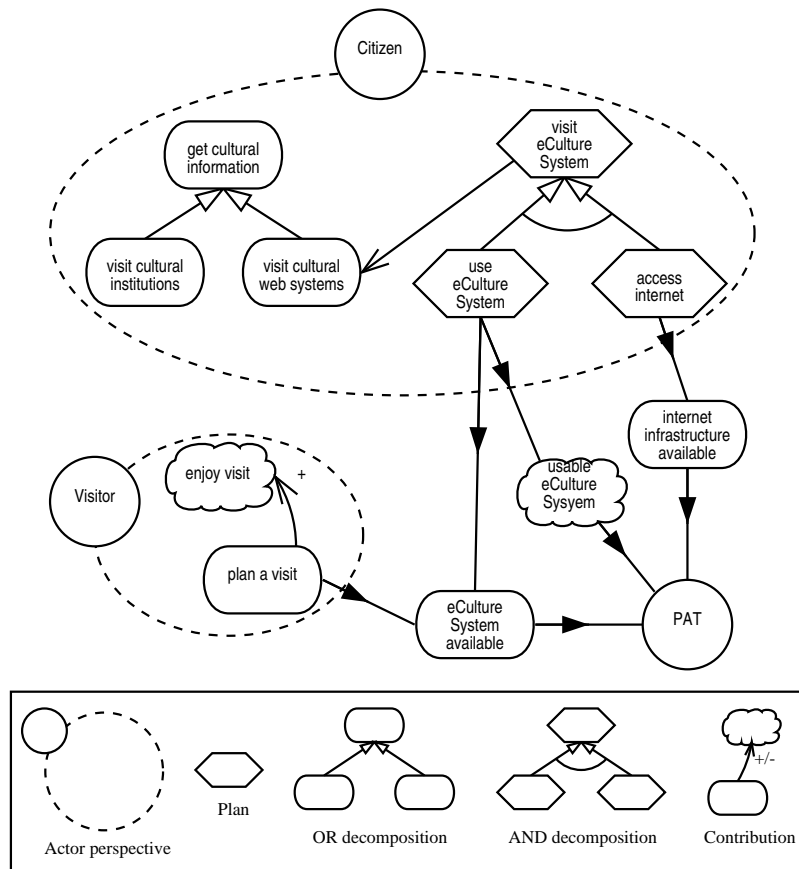 Citizen
get cultural
information
visit
eCulture
System
visit cultural
institutions
visit cultural
web systems
use
eCulture
System
access
internet
internet
infrastructure
available
Visitor
enjoy visit
+
usable
eCulture
Sysyem
plan a visit
eCulture
System
available
PAT
Actor perspective
Plan
OR decomposition
AND decomposition
+/-
Contribution